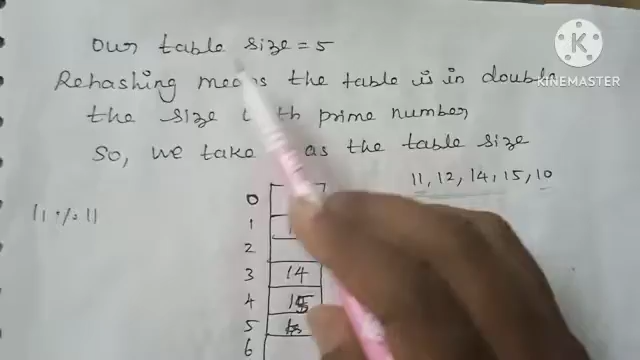 Our table size = 5
Rehashing means the table is in double
the size prime number,
So, we take as the table size
11, 12, 14, 15, 10
11 % 11
0
1
2
3 14
4 15
5
6
KINEMASTER